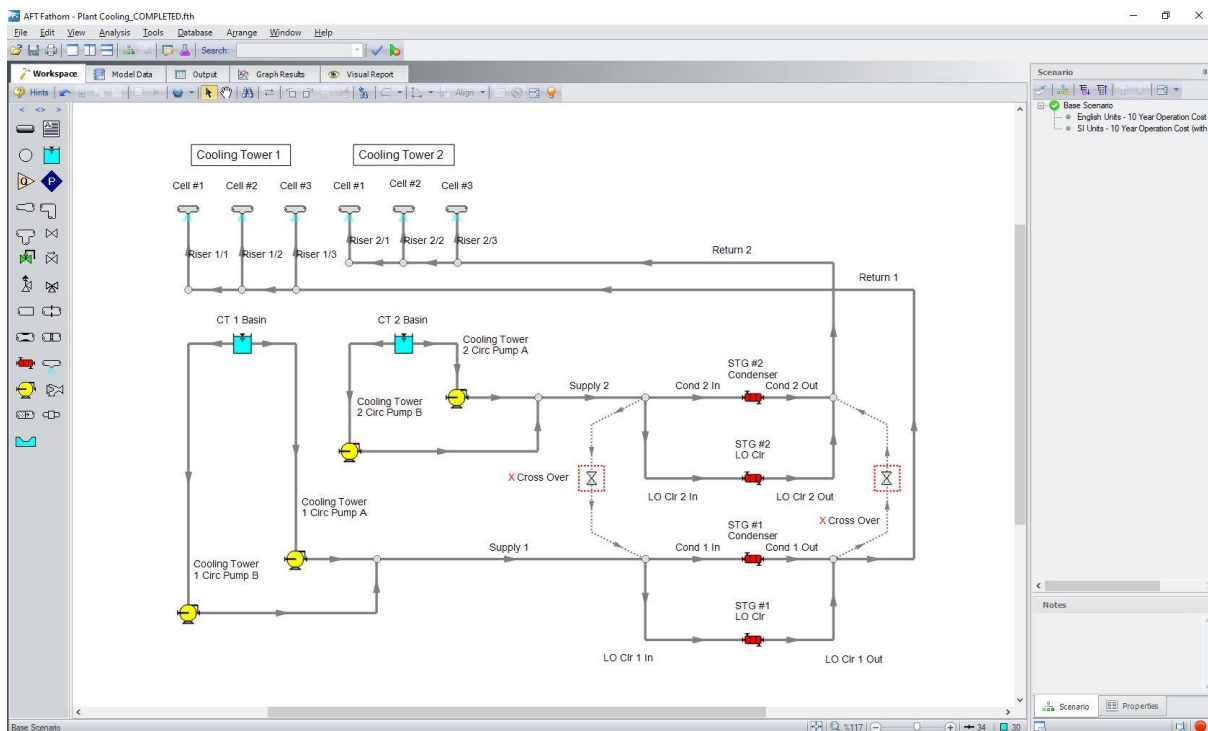 AFT Fathom - Plant Cooling_COMPLETED.fth
File Edit View Analysis Tools Database Arrange Window Help
Search:
Workspace Model Data Output Graph Results Visual Report
Hints
Align
Scenario
Base Scenario
English Units - 10 Year Operation Cost
SI Units - 10 Year Operation Cost (with
Cooling Tower 1 Cooling Tower 2
Cell #1 Cell #2 Cell #3 Cell #1 Cell #2 Cell #3
Riser 2/1 Riser 2/2 Riser 2/3
Riser 1/1 Riser 1/2 Riser 1/3
Return 2
Return 1
CT 1 Basin CT 2 Basin
Cooling Tower
2 Circ Pump A
STG #2
Condenser
Supply 2 Cond 2 In Cond 2 Out
Cooling Tower
2 Circ Pump B
STG #2
LO Clr
X Cross Over
LO Clr 2 In LO Clr 2 Out
Cooling Tower
1 Circ Pump A
X Cross Over
STG #1
Condenser
Supply 1 Cond 1 In Cond 1 Out
Cooling Tower
1 Circ Pump B
STG #1
LO Clr
LO Clr 1 In LO Clr 1 Out
Notes
Scenario Properties
Base Scenario
%117
34
30